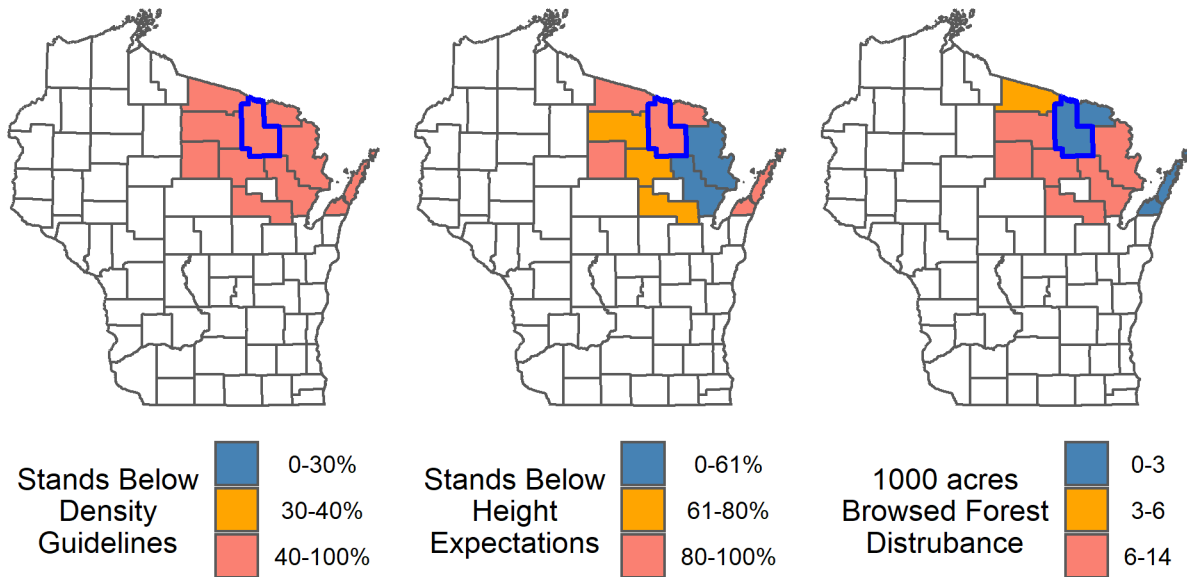 Stands Below
Density
Guidelines
0-30%
30-40%
40-100%
Stands Below
Height
Expectations
0-61%
61-80%
80-100%
1000 acres
Browsed Forest
Distrubance
0-3
3-6
6-14